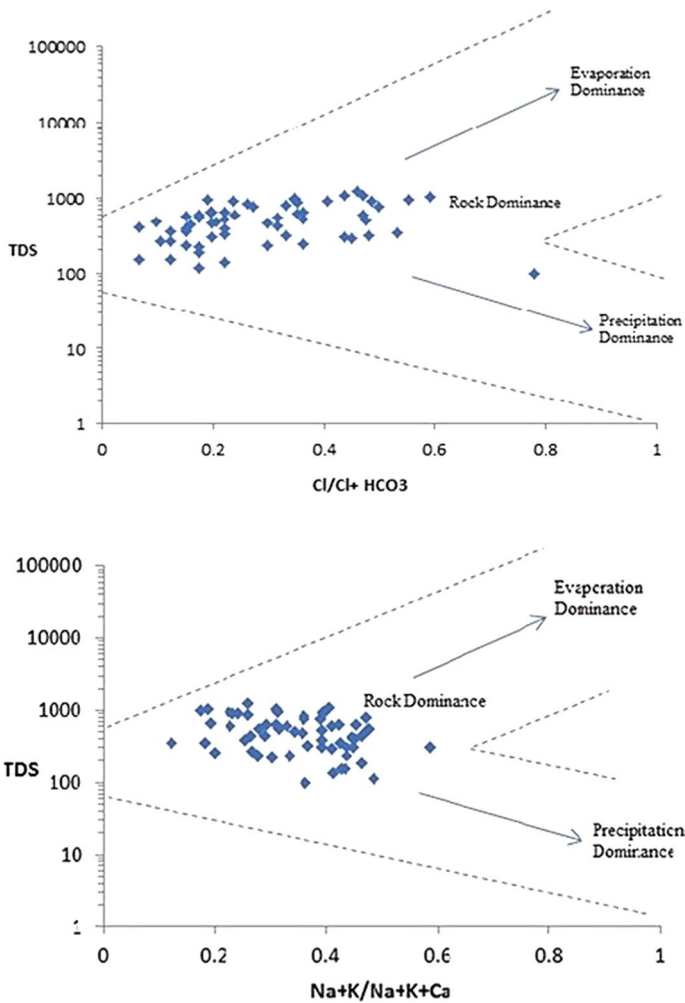 100000
Evaporation
Dominance
10000
1000
Rock Dominance
TDS
100
Precipitation
Dominance
10
1
0 0.2 0.4 0.6 0.8 1
Cl/Cl+ HCO3
100000
Evaporation
Dominance
10000
1000
Rock Dominance
TDS
100
Precipitation
Dominance
10
1
0 0.2 0.4 0.6 0.8 1
Na+K/Na+K+Ca